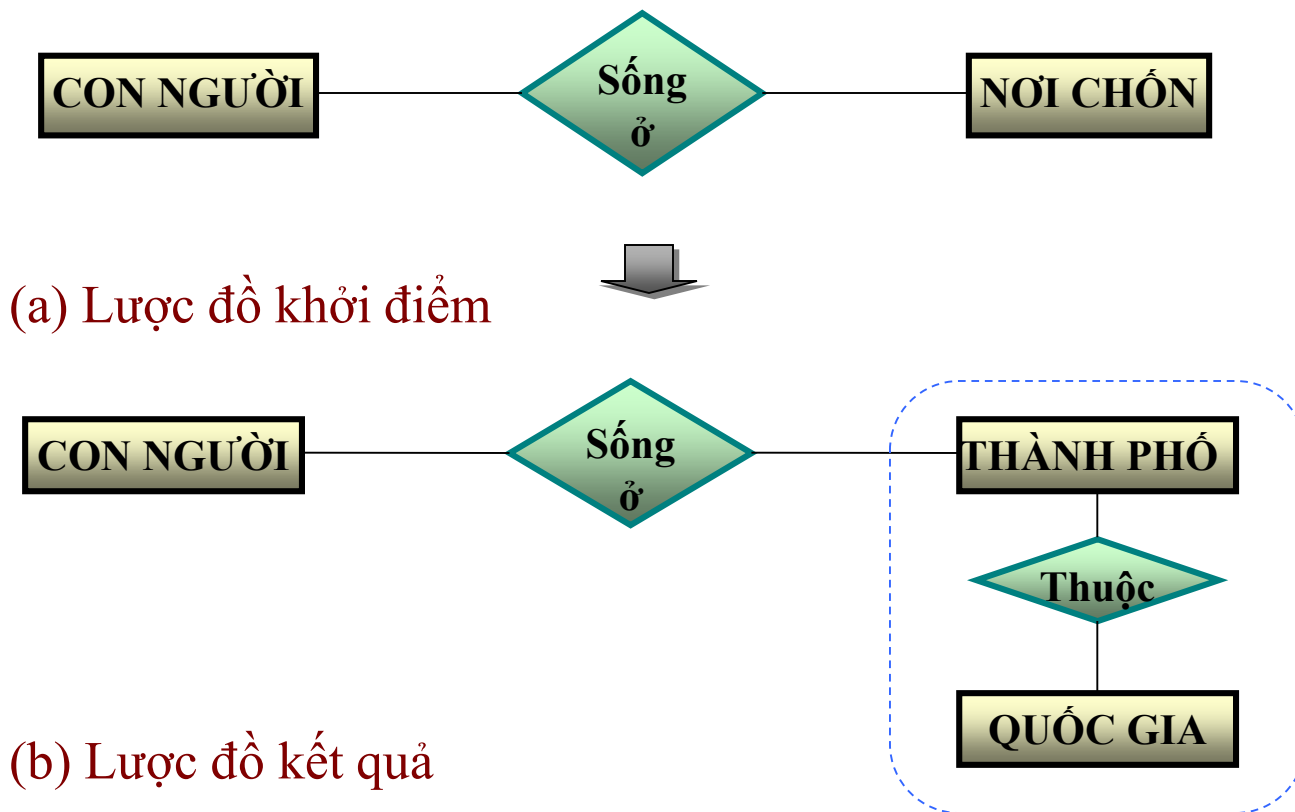 CON NGƯỜI
Sống
ở
NƠI CHỐN
(a) Lược đồ khởi điểm
CON NGƯỜI
Sống
ở
THÀNH PHỐ
Thuộc
QUỐC GIA
(b) Lược đồ kết quả